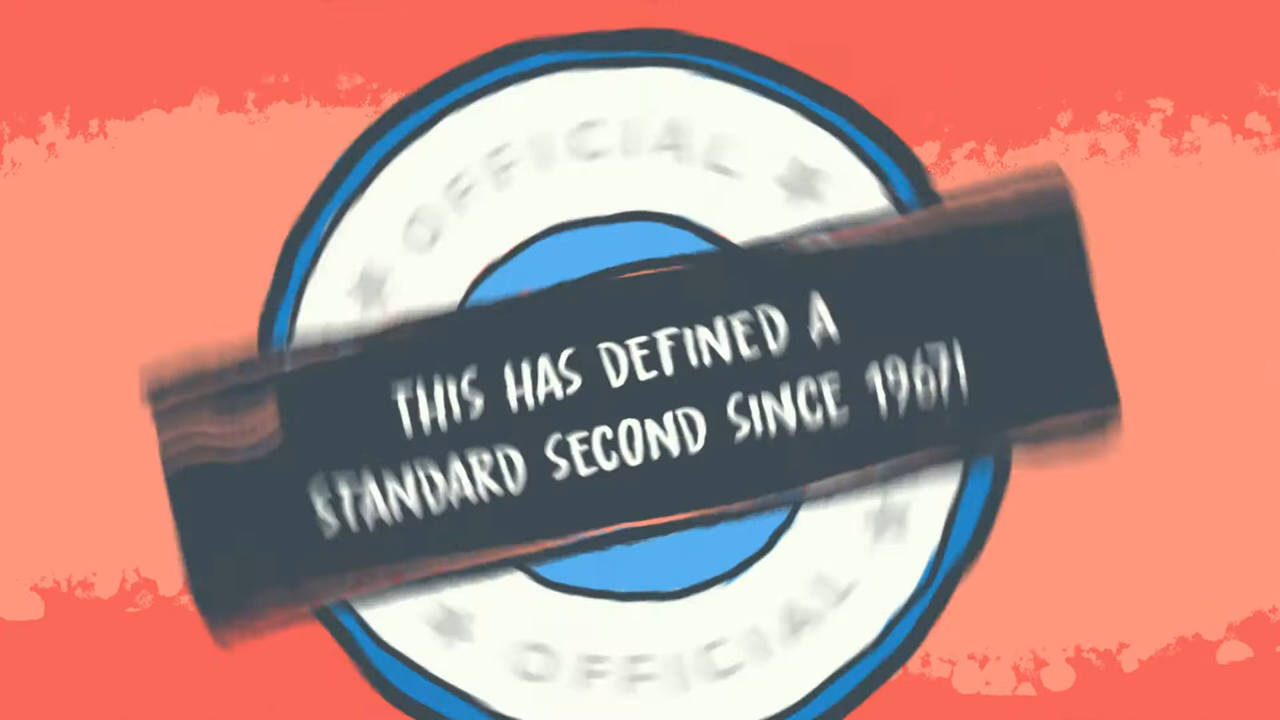 OFFICIAL
THIS HAS DEFINED A
STANDARD SECOND SINCE 1967!
OFFICIAL